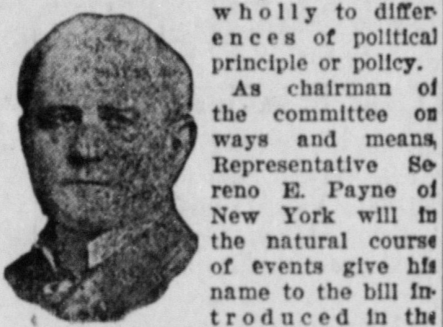 wholly to differ-
ences of political
principle or policy.
As chairman of
the committee on
ways and means,
Representative Se-
reno E. Payne of
New York will in
the natural course
of events give his
name to the bill in-
troduced in the